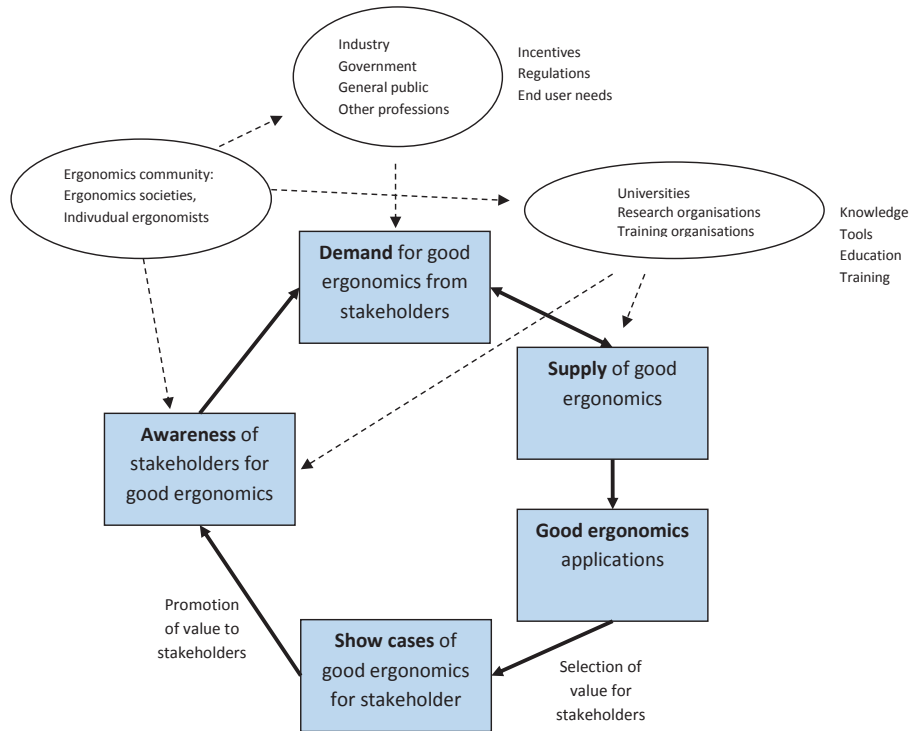 Industry
Government
General public
Other professions
Incentives
Regulations
End user needs
Ergonomics community:
Ergonomics societies,
Indivudual ergonomists
Universities
Research organisations
Training organisations
Knowledge
Tools
Education
Training
Demand for good
ergonomics from
stakeholders
Supply of good
ergonomics
Awareness of
stakeholders for
good ergonomics
Good ergonomics
applications
Promotion
of value to
stakeholders
Show cases of
good ergonomics
for stakeholder
Selection of
value for
stakeholders